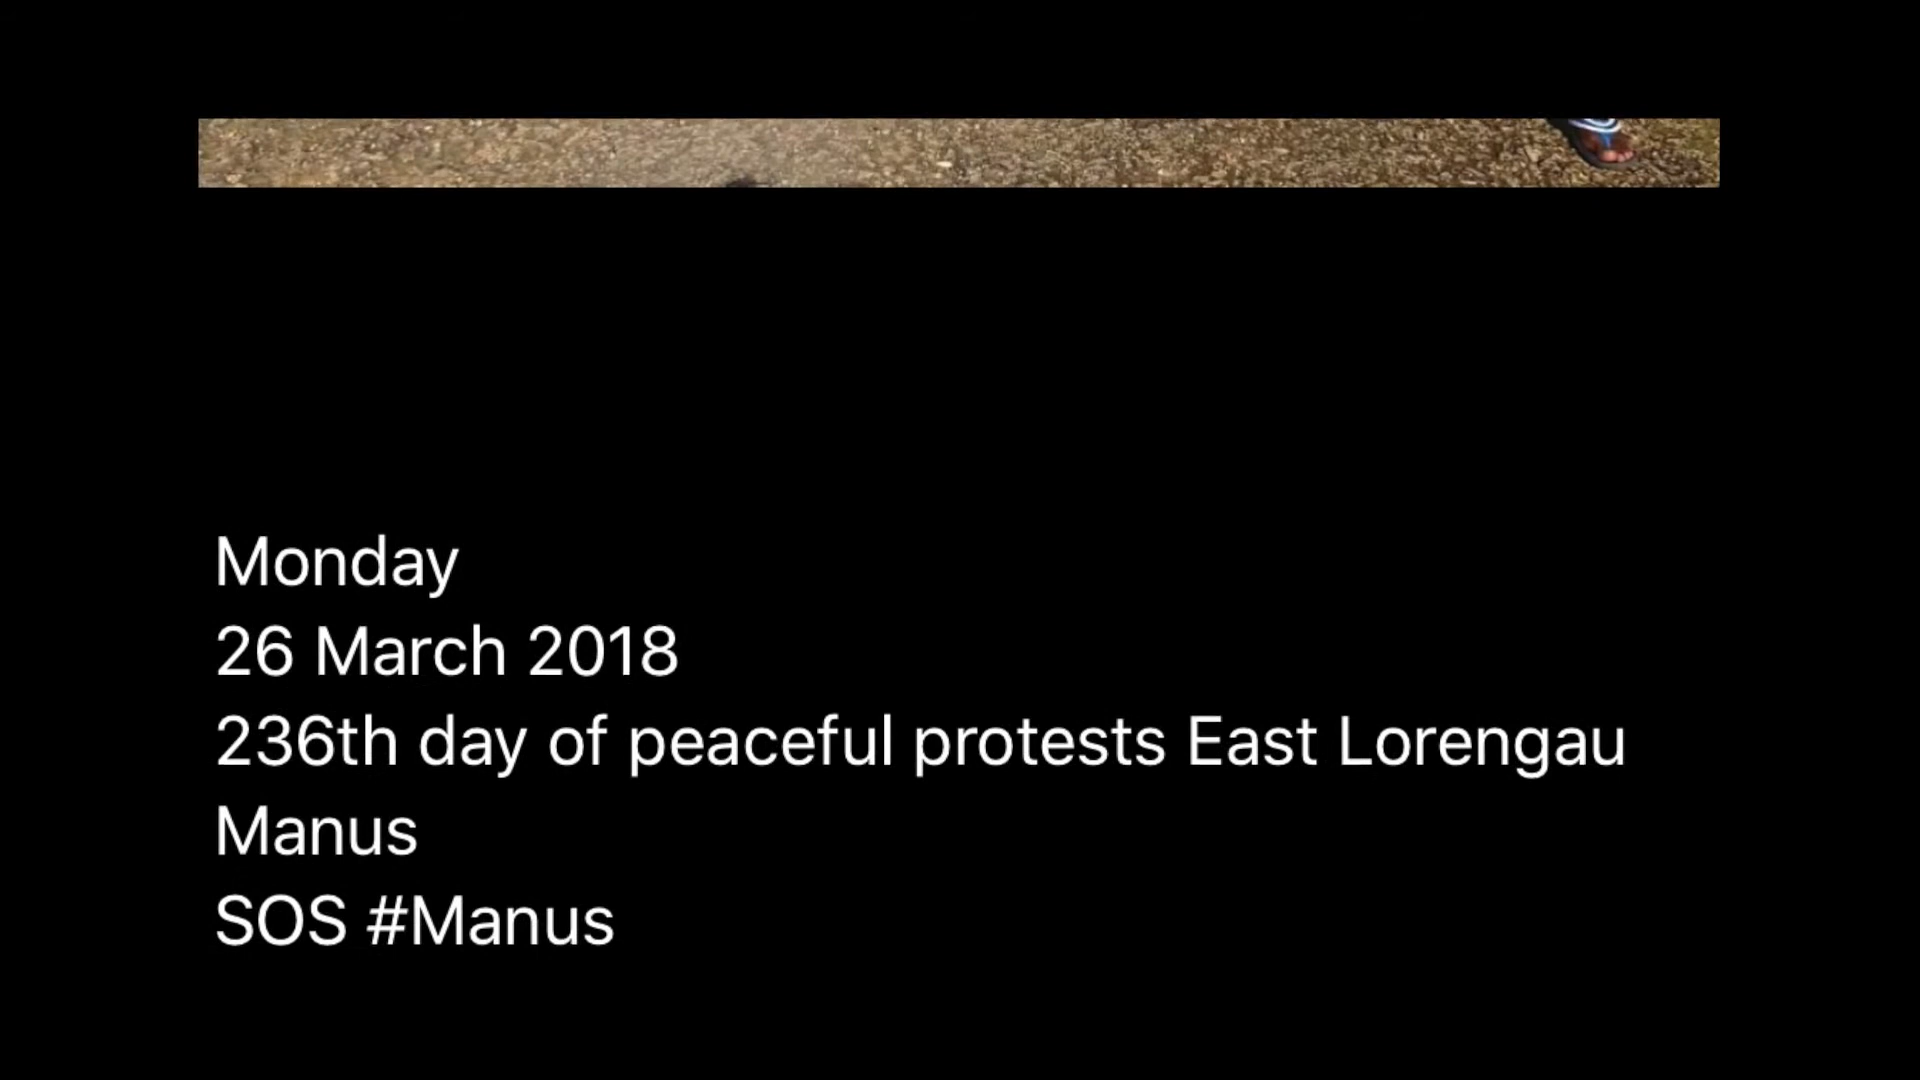 Monday
26 March 2018
236th day of peaceful protests East Lorengau
Manus
SOS #Manus